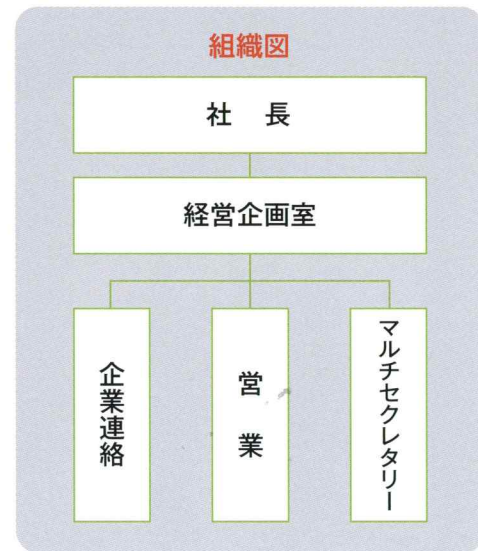 組織図
社 長
経営企画室
企業連絡
営 業
マルチセクレタリー